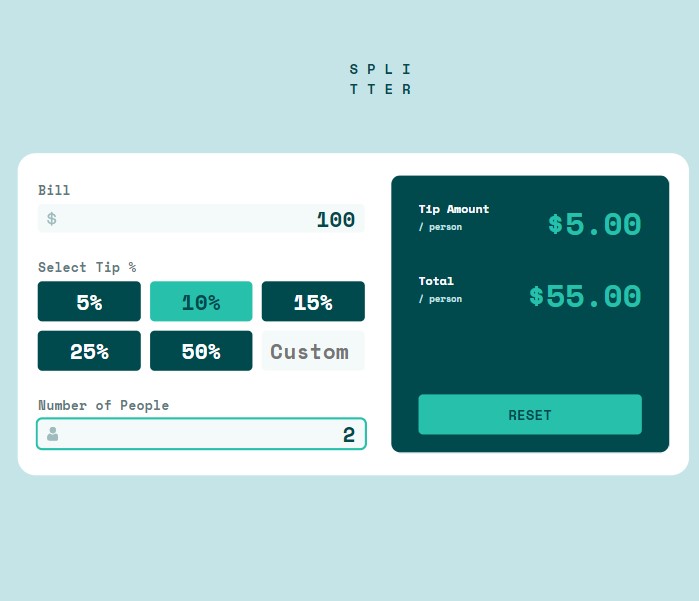 SPLI
TTER
Bill
$ 100
Select Tip %
5% 10% 15%
25% 50% Custom
Number of People
2
Tip Amount
/ person
$5.00
Total
/ person
$55.00
RESET